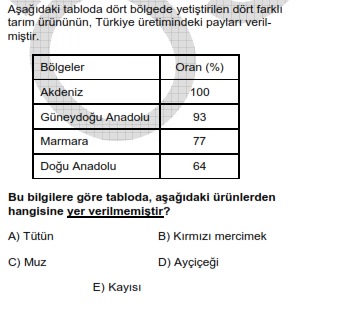 Aşağıdaki tabloda dört bölgede yetiştirilen dört farklı
tarım ürününün, Türkiye üretimindeki payları veril-
miştir.
Bölgeler Oran (%)
Akdeniz 100
Güneydoğu Anadolu 93
Marmara 77
Doğu Anadolu 64
Bu bilgilere göre tabloda, aşağıdaki ürünlerden
hangisine yer verilmemiştir?
A) Tütün B) Kırmızı mercimek
C) Muz D) Ayçiçeği
E) Kayısı